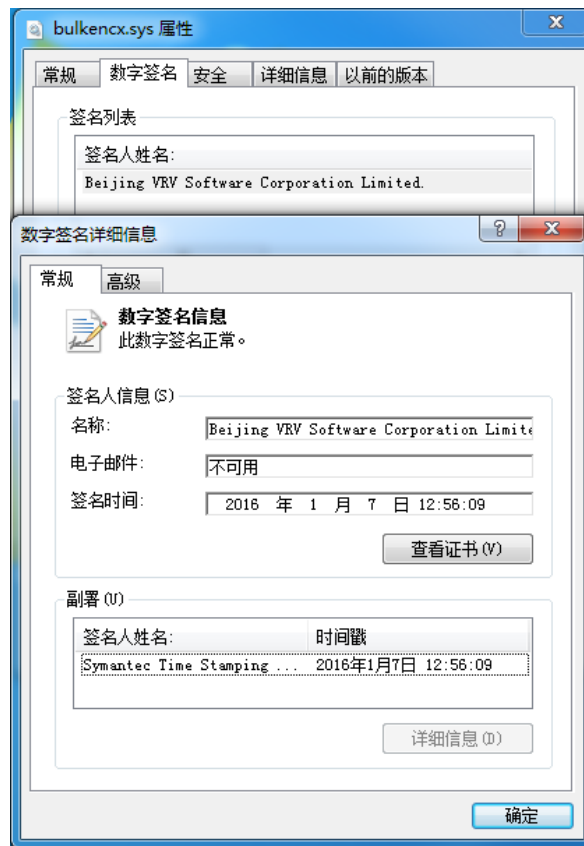 bulkencx.sys 属性
常规 数字签名 安全 详细信息 以前的版本
签名列表
签名人姓名:
Beijing VRV Software Corporation Limited.
数字签名详细信息
常规 高级
数字签名信息
此数字签名正常。
签名人信息(S)
名称: Beijing VRV Software Corporation Limite
电子邮件: 不可用
签名时间: 2016 年 1 月 7 日 12:56:09
查看证书(V)
副署(U)
签名人姓名: 时间戳
Symantec Time Stamping ... 2016年1月7日 12:56:09
详细信息(D)
确定